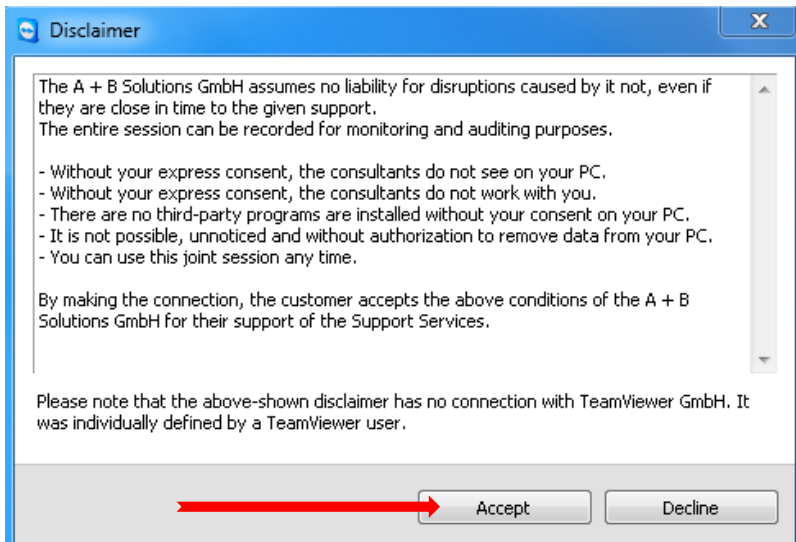 Disclaimer
The A + B Solutions GmbH assumes no liability for disruptions caused by it not, even if
they are close in time to the given support.
The entire session can be recorded for monitoring and auditing purposes.
- Without your express consent, the consultants do not see on your PC.
- Without your express consent, the consultants do not work with you.
- There are no third-party programs are installed without your consent on your PC.
- It is not possible, unnoticed and without authorization to remove data from your PC.
- You can use this joint session any time.
By making the connection, the customer accepts the above conditions of the A + B
Solutions GmbH for their support of the Support Services.
Please note that the above-shown disclaimer has no connection with TeamViewer GmbH. It
was individually defined by a TeamViewer user.
Accept
Decline